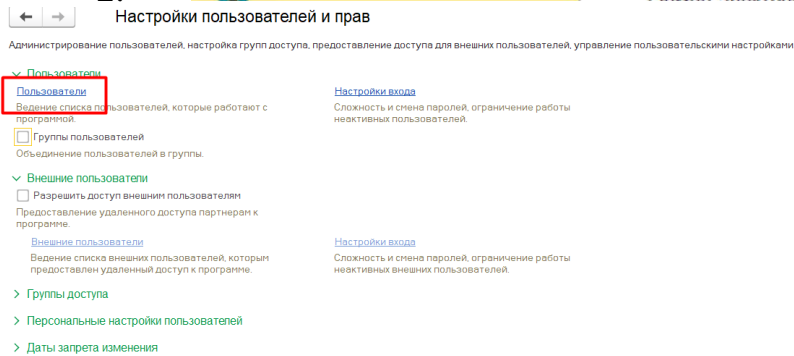 Настройки пользователей и прав
Администрирование пользователей, настройка групп доступа, предоставление доступа для внешних пользователей, управление пользовательскими настройками
Пользователи
Пользователи
Настройки входа
Ведение списка пользователей, которые работают с
программой.
Сложность и смена паролей, ограничение работы
неактивных пользователей.
Группы пользователей
Объединение пользователей в группы.
Внешние пользователи
Разрешить доступ внешним пользователям
Предоставление удаленного доступа партнерам к
программе.
Внешние пользователи
Настройки входа
Ведение списка внешних пользователей, которым
предоставлен удаленный доступ к программе.
Сложность и смена паролей, ограничение работы
неактивных внешних пользователей.
Группы доступа
Персональные настройки пользователей
Даты запрета изменения